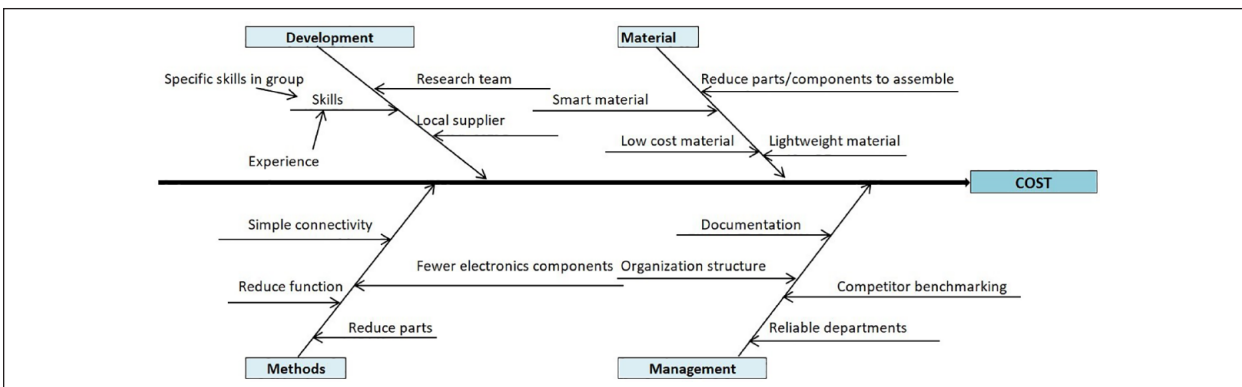 Development
Material
Specific skills in group
Research team
Reduce parts/components to assemble
Skills
Smart material
Local supplier
Low cost material
Lightweight material
Experience
COST
Simple connectivity
Documentation
Fewer electronics components
Organization structure
Reduce function
Competitor benchmarking
Reduce parts
Reliable departments
Methods
Management